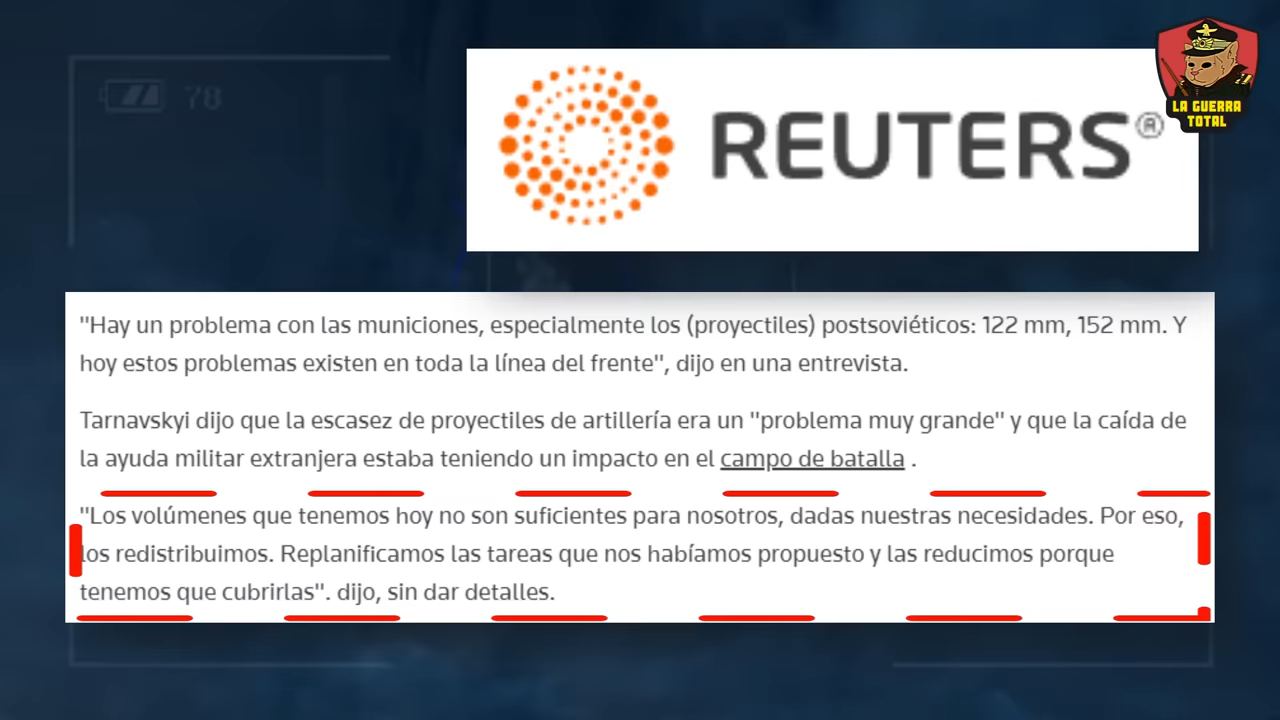 78
REUTERS®
LA GUERRA
TOTAL
"Hay un problema con las municiones, especialmente los (proyectiles) postsoviéticos: 122 mm, 152 mm. Y
hoy estos problemas existen en toda la línea del frente", dijo en una entrevista.
Tarnavskyi dijo que la escasez de proyectiles de artillería era un "problema muy grande" y que la caída de
la ayuda militar extranjera estaba teniendo un impacto en el campo de batalla .
"Los volúmenes que tenemos hoy no son suficientes para nosotros, dadas nuestras necesidades. Por eso,
los redistribuimos. Replanificamos las tareas que nos habíamos propuesto y las reducimos porque
tenemos que cubrirlas". dijo, sin dar detalles.